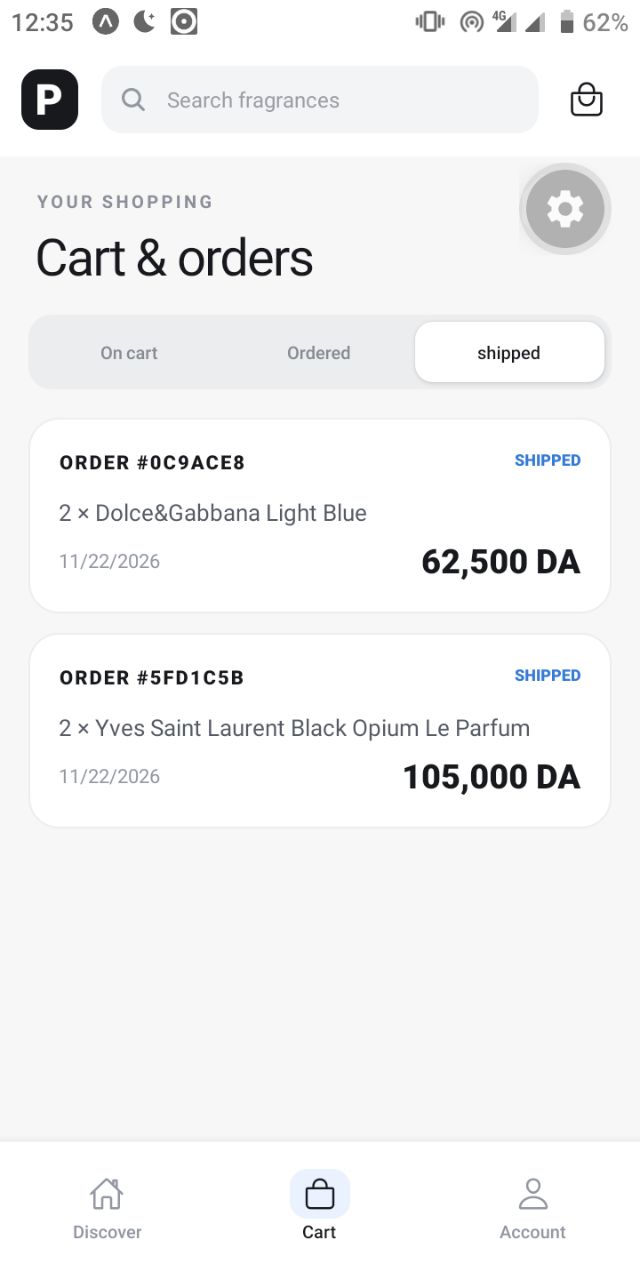 12:35
4G
62%
P
Search fragrances
YOUR SHOPPING
Cart & orders
On cart
Ordered
shipped
ORDER #0C9ACE8
SHIPPED
2 × Dolce&Gabbana Light Blue
11/22/2026
62,500 DA
ORDER #5FD1C5B
SHIPPED
2 × Yves Saint Laurent Black Opium Le Parfum
11/22/2026
105,000 DA
Discover
Cart
Account